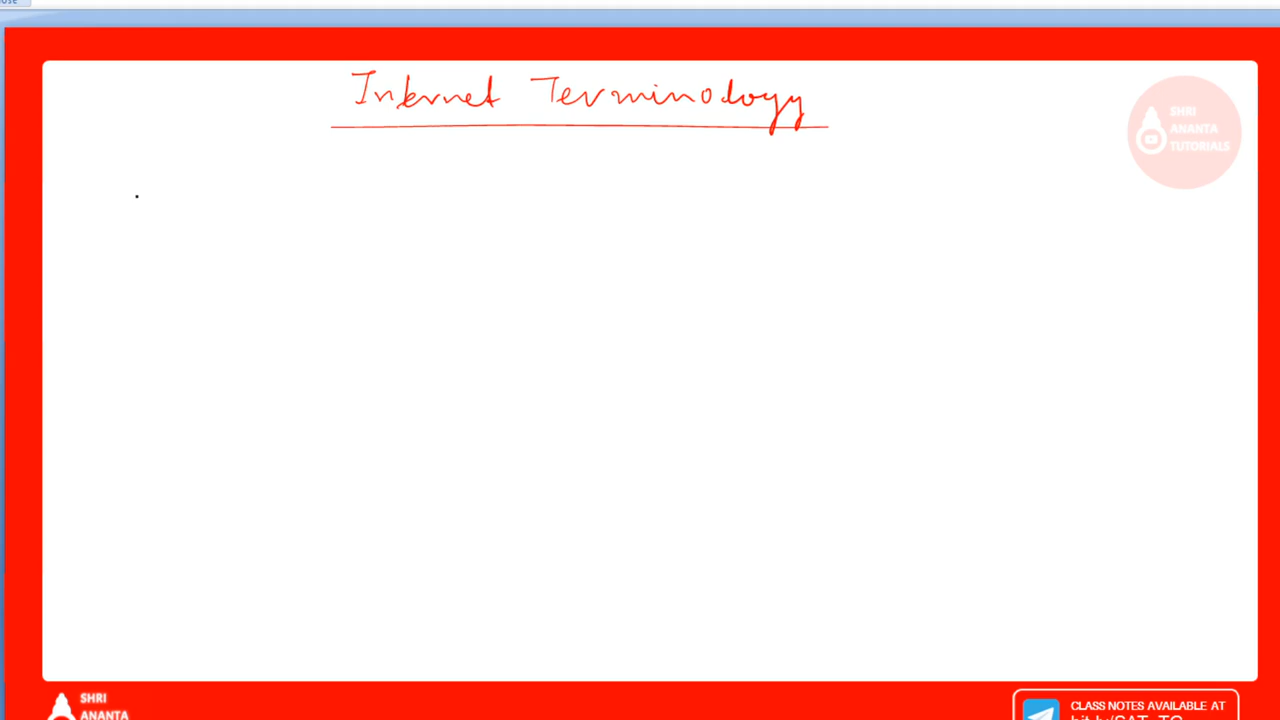 Internet Terminology
SHRI
ANANTA
TUTORIALS
SHRI
ANANTA
CLASS NOTES AVAILABLE AT